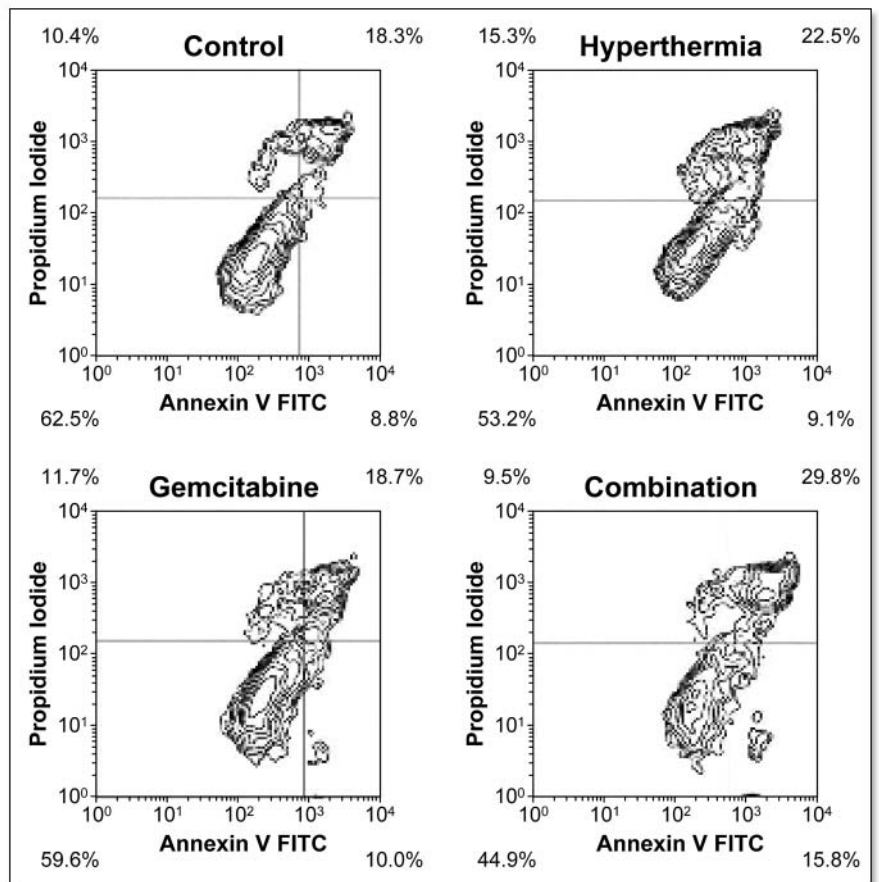 10.4% Control 18.3%
15.3% Hyperthermia 22.5%
10⁴
10³
10²
10¹
10⁰
Propidium Iodide
10⁰ 10¹ 10² 10³ 10⁴
Annexin V FITC
62.5% 8.8%
10⁴
10³
10²
10¹
10⁰
Propidium Iodide
10⁰ 10¹ 10² 10³ 10⁴
Annexin V FITC
53.2% 9.1%
11.7% Gemcitabine 18.7%
9.5% Combination 29.8%
10⁴
10³
10²
10¹
10⁰
Propidium Iodide
10⁰ 10¹ 10² 10³ 10⁴
Annexin V FITC
59.6% 10.0%
10⁴
10³
10²
10¹
10⁰
Propidium Iodide
10⁰ 10¹ 10² 10³ 10⁴
Annexin V FITC
44.9% 15.8%